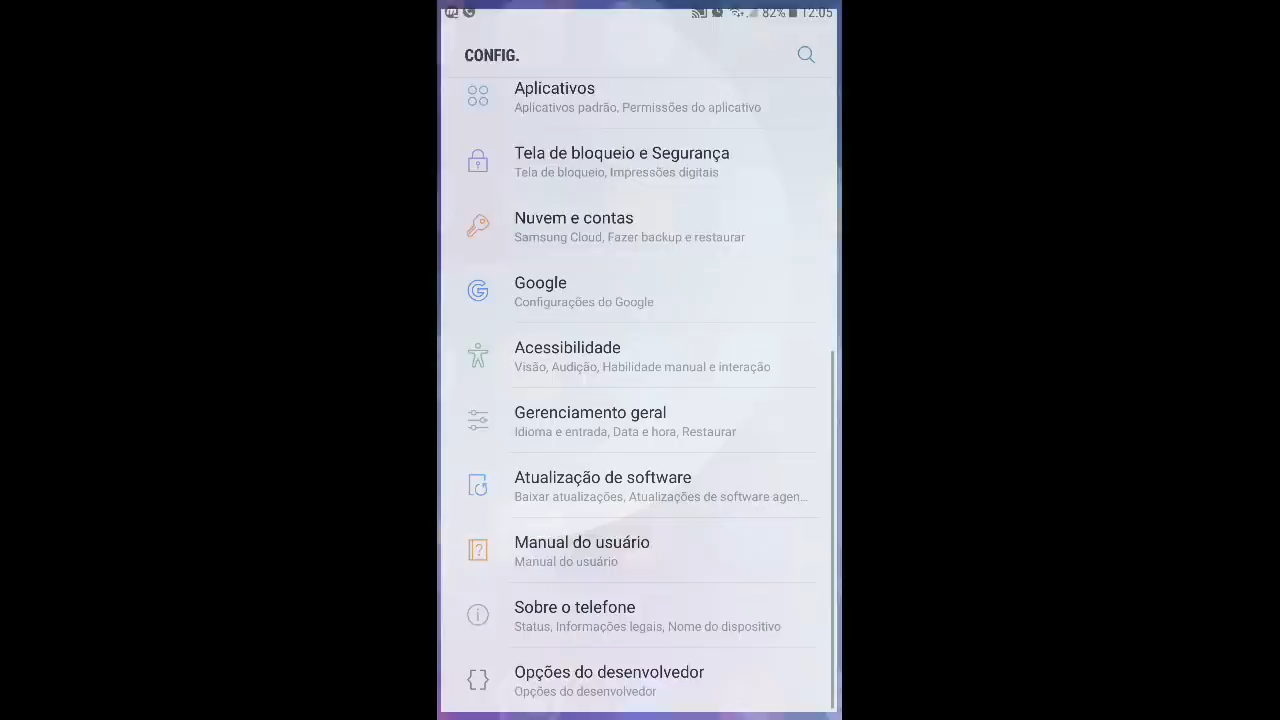 82% 12:05
CONFIG.
Aplicativos
Aplicativos padrão, Permissões do aplicativo
Tela de bloqueio e Segurança
Tela de bloqueio, Impressões digitais
Nuvem e contas
Samsung Cloud, Fazer backup e restaurar
Google
Configurações do Google
Acessibilidade
Visão, Audição, Habilidade manual e interação
Gerenciamento geral
Idioma e entrada, Data e hora, Restaurar
Atualização de software
Baixar atualizações, Atualizações de software agen...
Manual do usuário
Manual do usuário
Sobre o telefone
Status, Informações legais, Nome do dispositivo
Opções do desenvolvedor
Opções do desenvolvedor